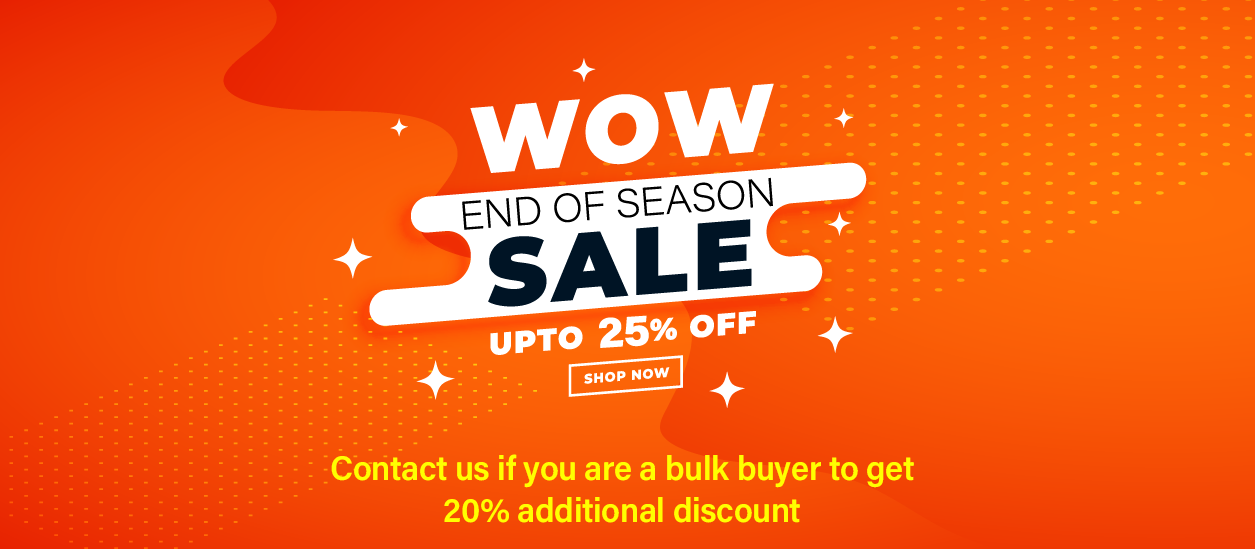 WOW
END OF SEASON
SALE
UPTO 25% OFF
SHOP NOW
Contact us if you are a bulk buyer to get
20% additional discount